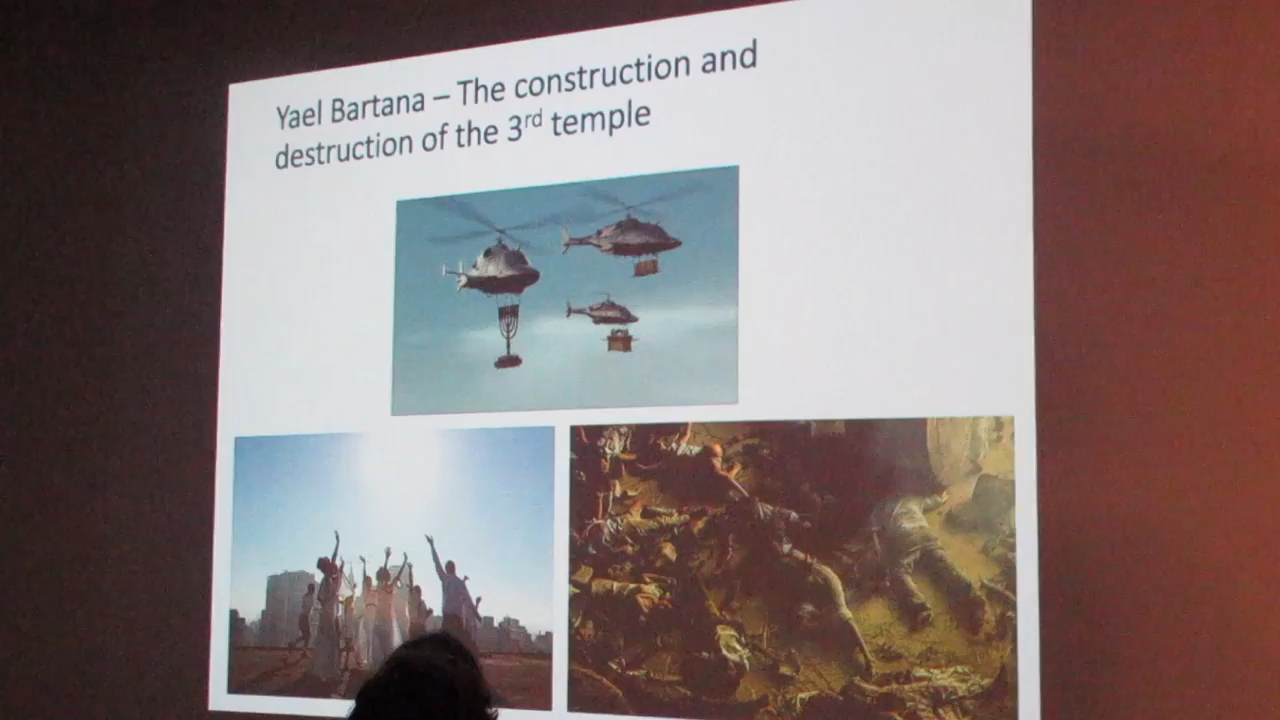 Yael Bartana – The construction and
destruction of the 3rd temple